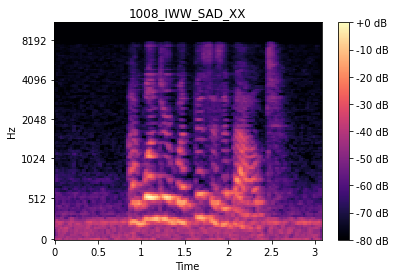 1008_IWW_SAD_XX
+0 dB
8192
-10 dB
4096
-20 dB
-30 dB
2048
Hz
-40 dB
1024
-50 dB
-60 dB
512
-70 dB
0
-80 dB
0 0.5 1 1.5 2 2.5 3
Time